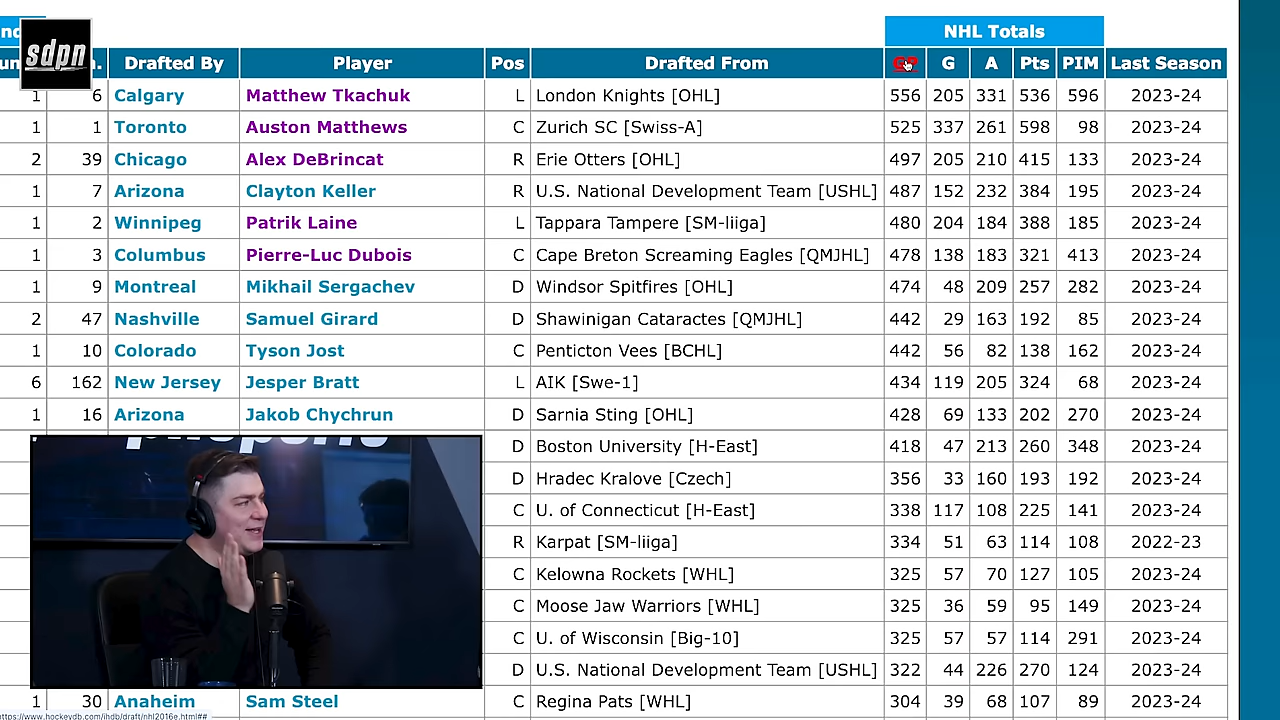 sdpn
NHL Totals
Drafted By Player Pos Drafted From GP G A Pts PIM Last Season
1 6 Calgary Matthew Tkachuk L London Knights [OHL] 556 205 331 536 596 2023-24
1 1 Toronto Auston Matthews C Zurich SC [Swiss-A] 525 337 261 598 98 2023-24
2 39 Chicago Alex DeBrincat R Erie Otters [OHL] 497 205 210 415 133 2023-24
1 7 Arizona Clayton Keller R U.S. National Development Team [USHL] 487 152 232 384 195 2023-24
1 2 Winnipeg Patrik Laine L Tappara Tampere [SM-liiga] 480 204 184 388 185 2023-24
1 3 Columbus Pierre-Luc Dubois C Cape Breton Screaming Eagles [QMJHL] 478 138 183 321 413 2023-24
1 9 Montreal Mikhail Sergachev D Windsor Spitfires [OHL] 474 48 209 257 282 2023-24
2 47 Nashville Samuel Girard D Shawinigan Cataractes [QMJHL] 442 29 163 192 85 2023-24
1 10 Colorado Tyson Jost C Penticton Vees [BCHL] 442 56 82 138 162 2023-24
6 162 New Jersey Jesper Bratt L AIK [Swe-1] 434 119 205 324 68 2023-24
1 16 Arizona Jakob Chychrun D Sarnia Sting [OHL] 428 69 133 202 270 2023-24
D Boston University [H-East] 418 47 213 260 348 2023-24
D Hradec Kralove [Czech] 356 33 160 193 192 2023-24
C U. of Connecticut [H-East] 338 117 108 225 141 2023-24
R Karpat [SM-liiga] 334 51 63 114 108 2022-23
C Kelowna Rockets [WHL] 325 57 70 127 105 2023-24
C Moose Jaw Warriors [WHL] 325 36 59 95 149 2023-24
C U. of Wisconsin [Big-10] 325 57 57 114 291 2023-24
D U.S. National Development Team [USHL] 322 44 226 270 124 2023-24
1 30 Anaheim Sam Steel C Regina Pats [WHL] 304 39 68 107 89 2023-24
https://www.hockeydb.com/ihdb/draft/nhl2016e.html##